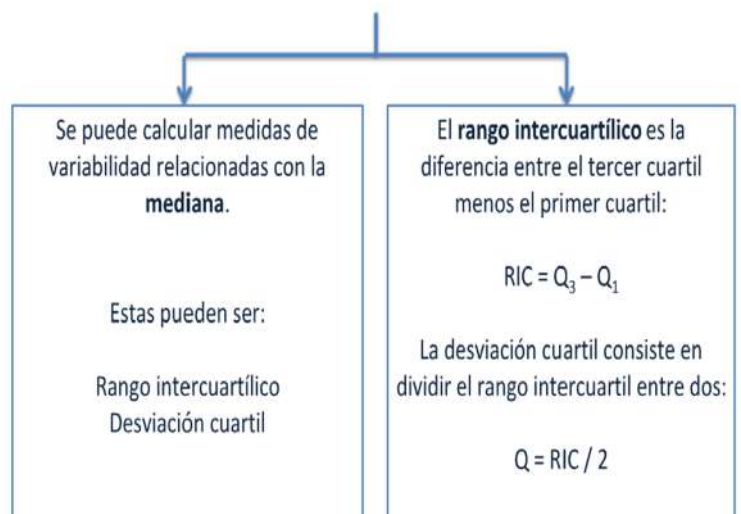 Se puede calcular medidas de
variabilidad relacionadas con la
mediana.
Estas pueden ser:
Rango intercuartílico
Desviación cuartil
El rango intercuartílico es la
diferencia entre el tercer cuartil
menos el primer cuartil:
RIC = Q₃ – Q₁
La desviación cuartil consiste en
dividir el rango intercuartil entre dos:
Q = RIC / 2